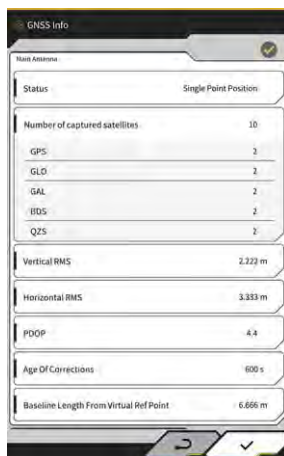 GNSS Info
Main Antenna
Status Single Point Position
Number of captured satellites 10
GPS 2
GLO 2
GAL 2
BDS 2
QZS 2
Vertical RMS 2.222 m
Horizontal RMS 3.333 m
PDOP 4.4
Age Of Corrections 600 s
Baseline Length From Virtual Ref Point 6.666 m